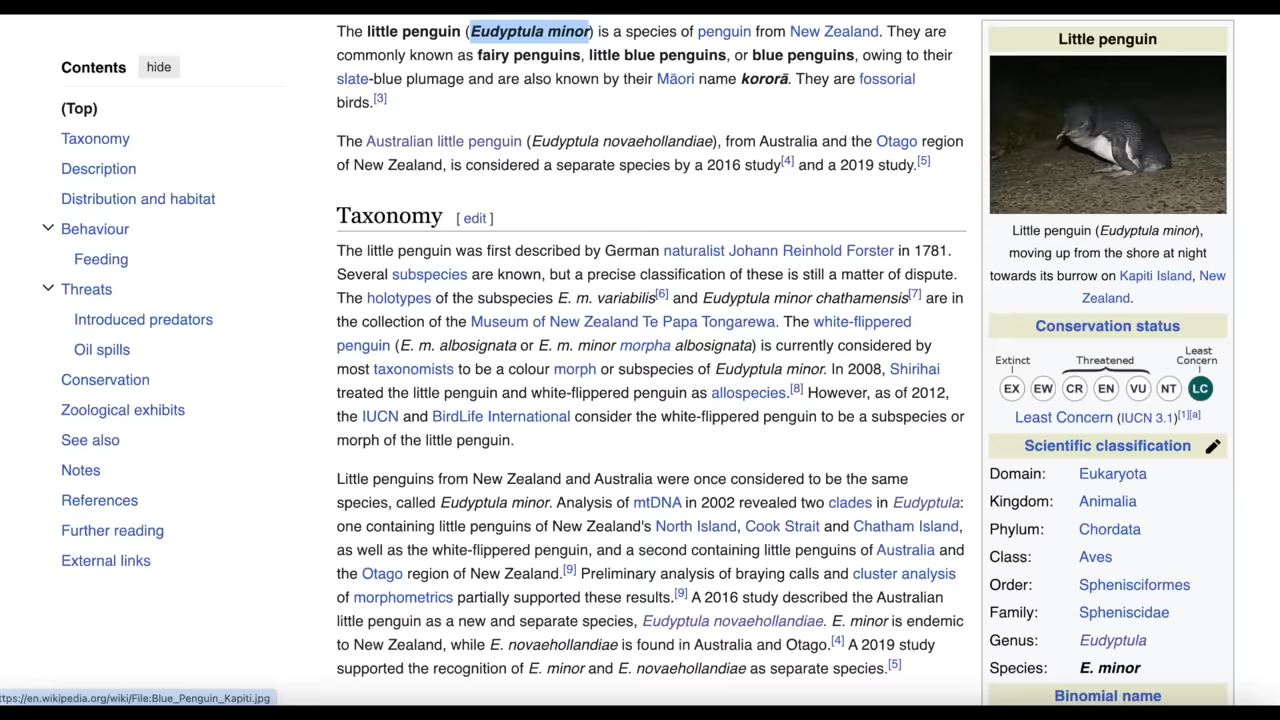 Contents hide
(Top)
Taxonomy
Description
Distribution and habitat
Behaviour
Feeding
Threats
Introduced predators
Oil spills
Conservation
Zoological exhibits
See also
Notes
References
Further reading
External links
The little penguin (Eudyptula minor) is a species of penguin from New Zealand. They are
commonly known as fairy penguins, little blue penguins, or blue penguins, owing to their
slate-blue plumage and are also known by their Māori name kororā. They are fossorial
birds.[3]
The Australian little penguin (Eudyptula novaehollandiae), from Australia and the Otago region
of New Zealand, is considered a separate species by a 2016 study[4] and a 2019 study.[5]
Taxonomy [ edit ]
The little penguin was first described by German naturalist Johann Reinhold Forster in 1781.
Several subspecies are known, but a precise classification of these is still a matter of dispute.
The holotypes of the subspecies E. m. variabilis[6] and Eudyptula minor chathamensis[7] are in
the collection of the Museum of New Zealand Te Papa Tongarewa. The white-flippered
penguin (E. m. albosignata or E. m. minor morpha albosignata) is currently considered by
most taxonomists to be a colour morph or subspecies of Eudyptula minor. In 2008, Shirihai
treated the little penguin and white-flippered penguin as allospecies.[8] However, as of 2012,
the IUCN and BirdLife International consider the white-flippered penguin to be a subspecies or
morph of the little penguin.
Little penguins from New Zealand and Australia were once considered to be the same
species, called Eudyptula minor. Analysis of mtDNA in 2002 revealed two clades in Eudyptula:
one containing little penguins of New Zealand's North Island, Cook Strait and Chatham Island,
as well as the white-flippered penguin, and a second containing little penguins of Australia and
the Otago region of New Zealand.[9] Preliminary analysis of braying calls and cluster analysis
of morphometrics partially supported these results.[9] A 2016 study described the Australian
little penguin as a new and separate species, Eudyptula novaehollandiae. E. minor is endemic
to New Zealand, while E. novaehollandiae is found in Australia and Otago.[4] A 2019 study
supported the recognition of E. minor and E. novaehollandiae as separate species.[5]
Little penguin
Little penguin (Eudyptula minor),
moving up from the shore at night
towards its burrow on Kapiti Island, New
Zealand.
Conservation status
Extinct Threatened Least Concern
EX EW CR EN VU NT LC
Least Concern (IUCN 3.1)[1][a]
Scientific classification
Domain: Eukaryota
Kingdom: Animalia
Phylum: Chordata
Class: Aves
Order: Sphenisciformes
Family: Spheniscidae
Genus: Eudyptula
Species: E. minor
Binomial name
ttps://en.wikipedia.org/wiki/File:Blue_Penguin_Kapiti.jpg